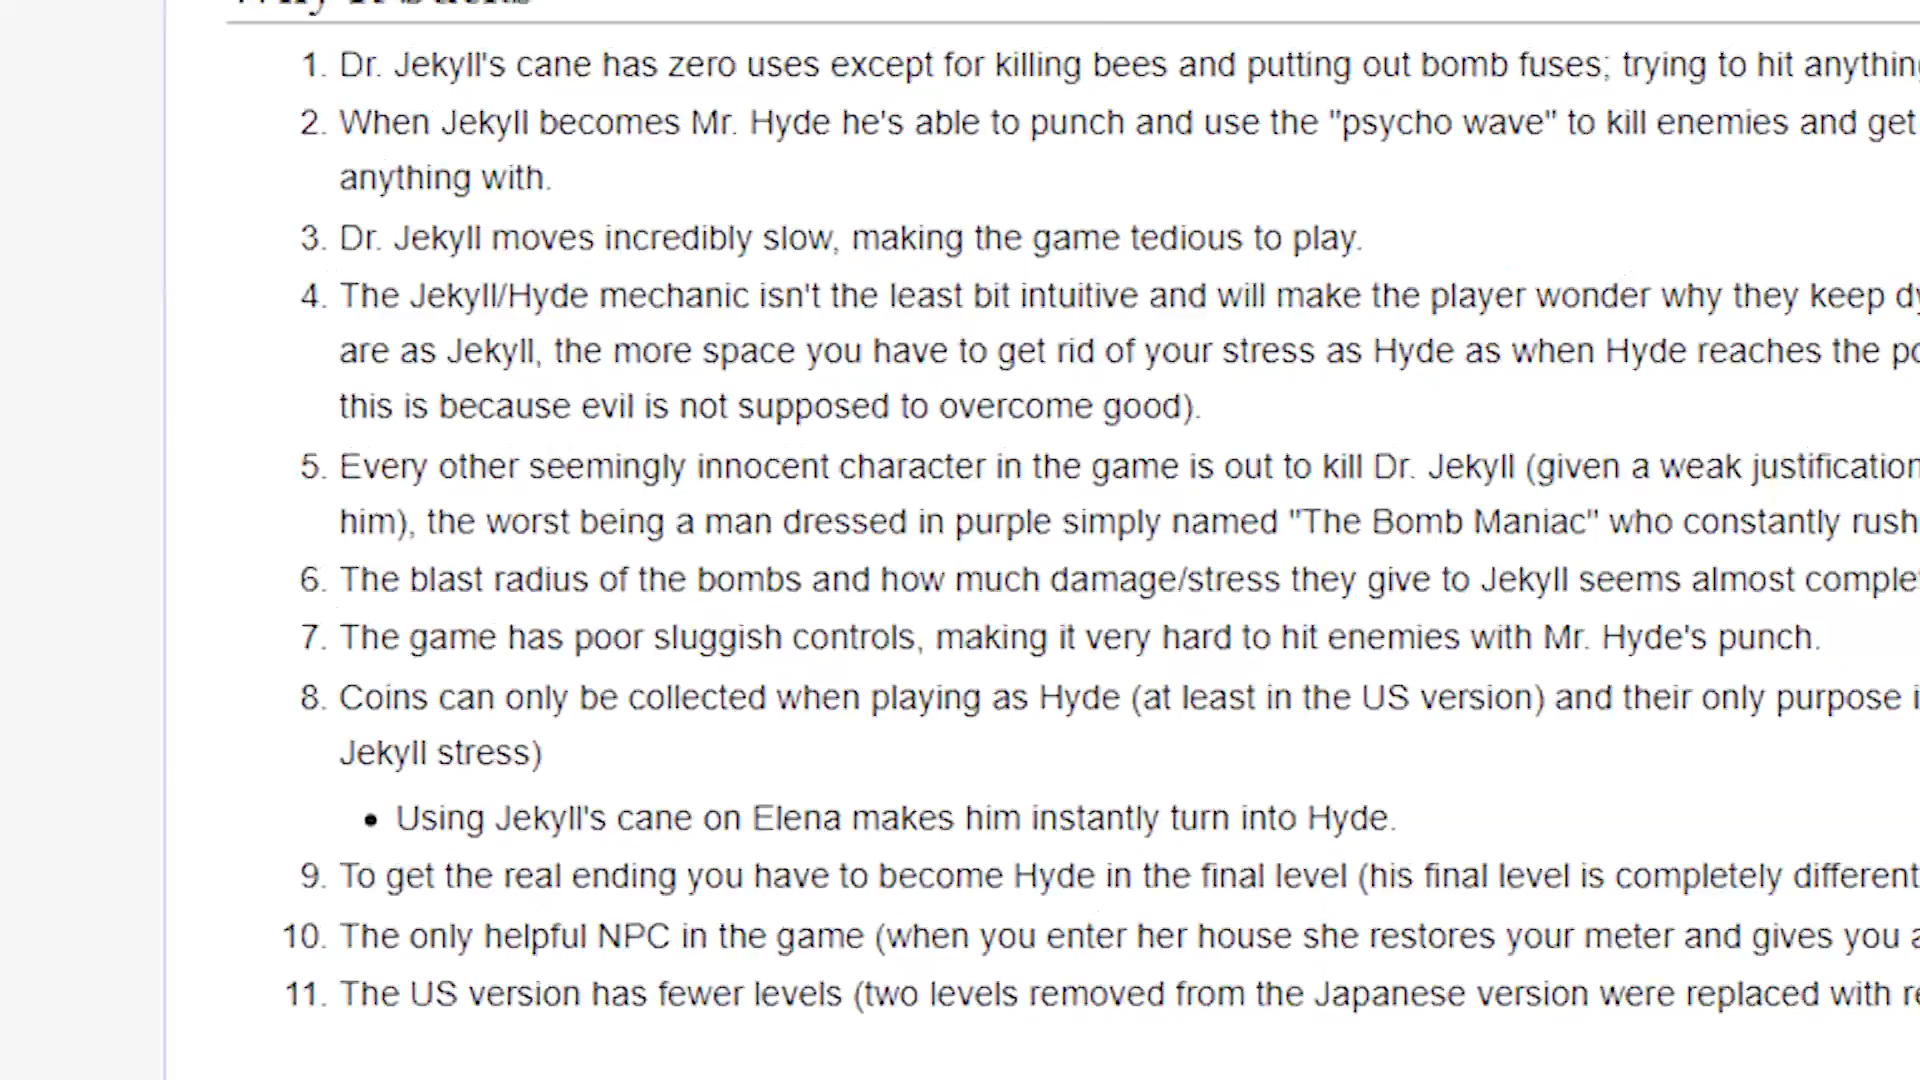 Why It Sucks
1. Dr. Jekyll's cane has zero uses except for killing bees and putting out bomb fuses; trying to hit anything
2. When Jekyll becomes Mr. Hyde he's able to punch and use the "psycho wave" to kill enemies and get
anything with.
3. Dr. Jekyll moves incredibly slow, making the game tedious to play.
4. The Jekyll/Hyde mechanic isn't the least bit intuitive and will make the player wonder why they keep
are as Jekyll, the more space you have to get rid of your stress as Hyde as when Hyde reaches the
this is because evil is not supposed to overcome good).
5. Every other seemingly innocent character in the game is out to kill Dr. Jekyll (given a weak justification
him), the worst being a man dressed in purple simply named "The Bomb Maniac" who constantly rush
6. The blast radius of the bombs and how much damage/stress they give to Jekyll seems almost
7. The game has poor sluggish controls, making it very hard to hit enemies with Mr. Hyde's punch.
8. Coins can only be collected when playing as Hyde (at least in the US version) and their only purpose
Jekyll stress)
• Using Jekyll's cane on Elena makes him instantly turn into Hyde.
9. To get the real ending you have to become Hyde in the final level (his final level is completely different
10. The only helpful NPC in the game (when you enter her house she restores your meter and gives you
11. The US version has fewer levels (two levels removed from the Japanese version were replaced with